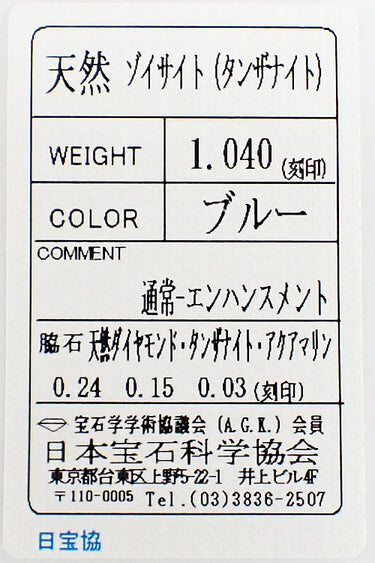 天然 ゾイサイト(タンザナイト)
WEIGHT 1.040 (刻印)
COLOR ブルー
COMMENT
通常-エンハンスメント
脇石 天然ダイヤモンド・タンザナイト・アクアマリン
0.24 0.15 0.03 (刻印)
宝石学学術協議会 (A.G.K.) 会員
日本宝石科学協会
東京都台東区上野5-22-1 井上ビル4F
〒110-0005 Tel.(03)3836-2507
日宝協